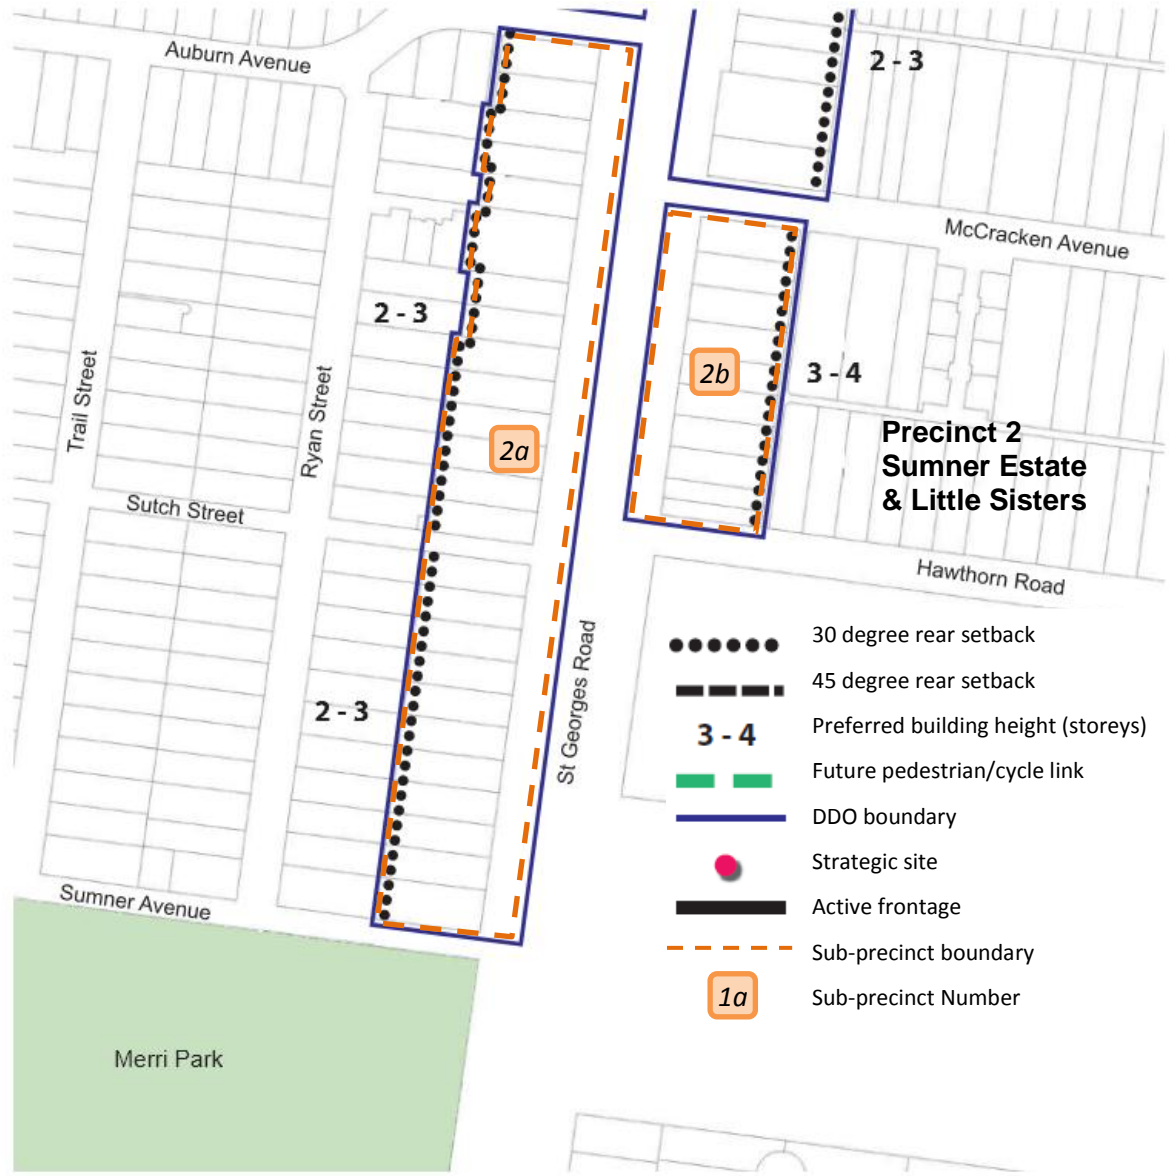 Auburn Avenue
2 - 3
McCracken Avenue
2 - 3
Trail Street
Ryan Street
2b
3 - 4
2a
Precinct 2
Sumner Estate
& Little Sisters
Sutch Street
Hawthorn Road
St Georges Road
2 - 3
Sumner Avenue
Merri Park
30 degree rear setback
45 degree rear setback
3 - 4 Preferred building height (storeys)
Future pedestrian/cycle link
DDO boundary
Strategic site
Active frontage
Sub-precinct boundary
1a Sub-precinct Number